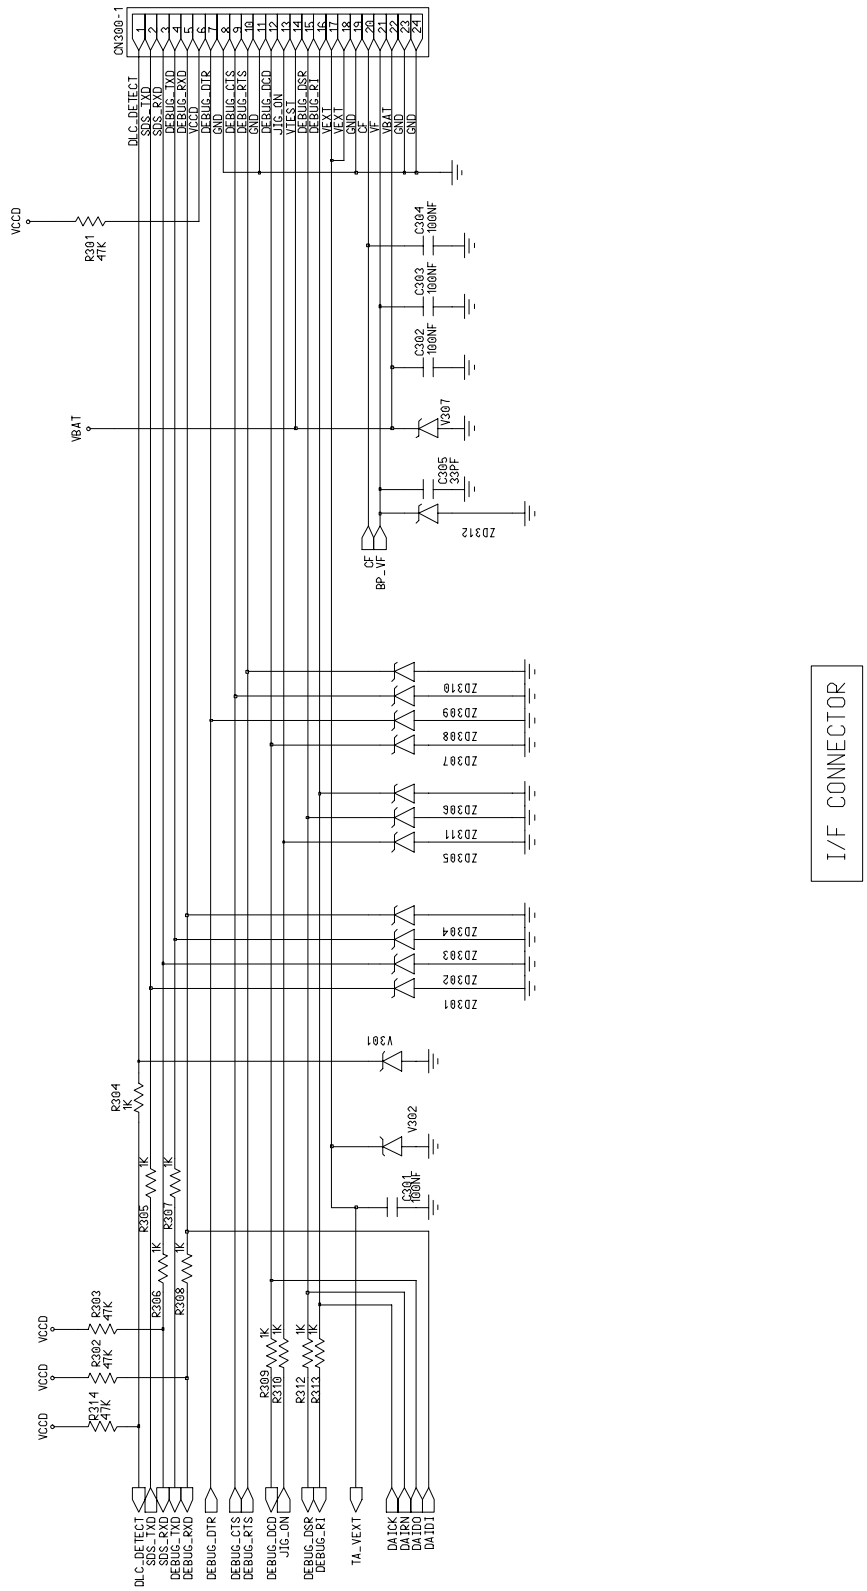 CN300-1
1
2
3
4
5
6
7
8
9
10
11
12
13
14
15
16
17
18
19
20
21
22
23
24
DLC_DETECT
SDS_TXD
SDS_RXD
DEBUG_TXD
DEBUG_RXD
VCCD
DEBUG_DTR
GND
DEBUG_CTS
DEBUG_RTS
GND
DEBUG_DCD
JIG_ON
VTEST
DEBUG_DSR
DEBUG_RI
VEXT
VEXT
GND
CF
VF
VBAT
GND
GND
VCCD
R301
47K
C304
100NF
C303
100NF
C302
100NF
VBAT
V307
C305
33PF
ZD312
CF
BP_VF
ZD310
ZD309
ZD308
ZD307
ZD306
ZD311
ZD305
ZD304
ZD303
ZD302
ZD301
I/F CONNECTOR
V301
R304
1K
V302
R305
1K
R307
1K
C301
100NF
R306
1K
R308
1K
VCCD
R303
47K
VCCD
R302
47K
VCCD
R314
47K
R309
1K
R310
1K
R312
1K
R313
1K
DLC_DETECT
SDS_TXD
SDS_RXD
DEBUG_TXD
DEBUG_RXD
DEBUG_DTR
DEBUG_CTS
DEBUG_RTS
DEBUG_DCD
JIG_ON
DEBUG_DSR
DEBUG_RI
TA_VEXT
DAICK
DAIRN
DAIDO
DAIDI